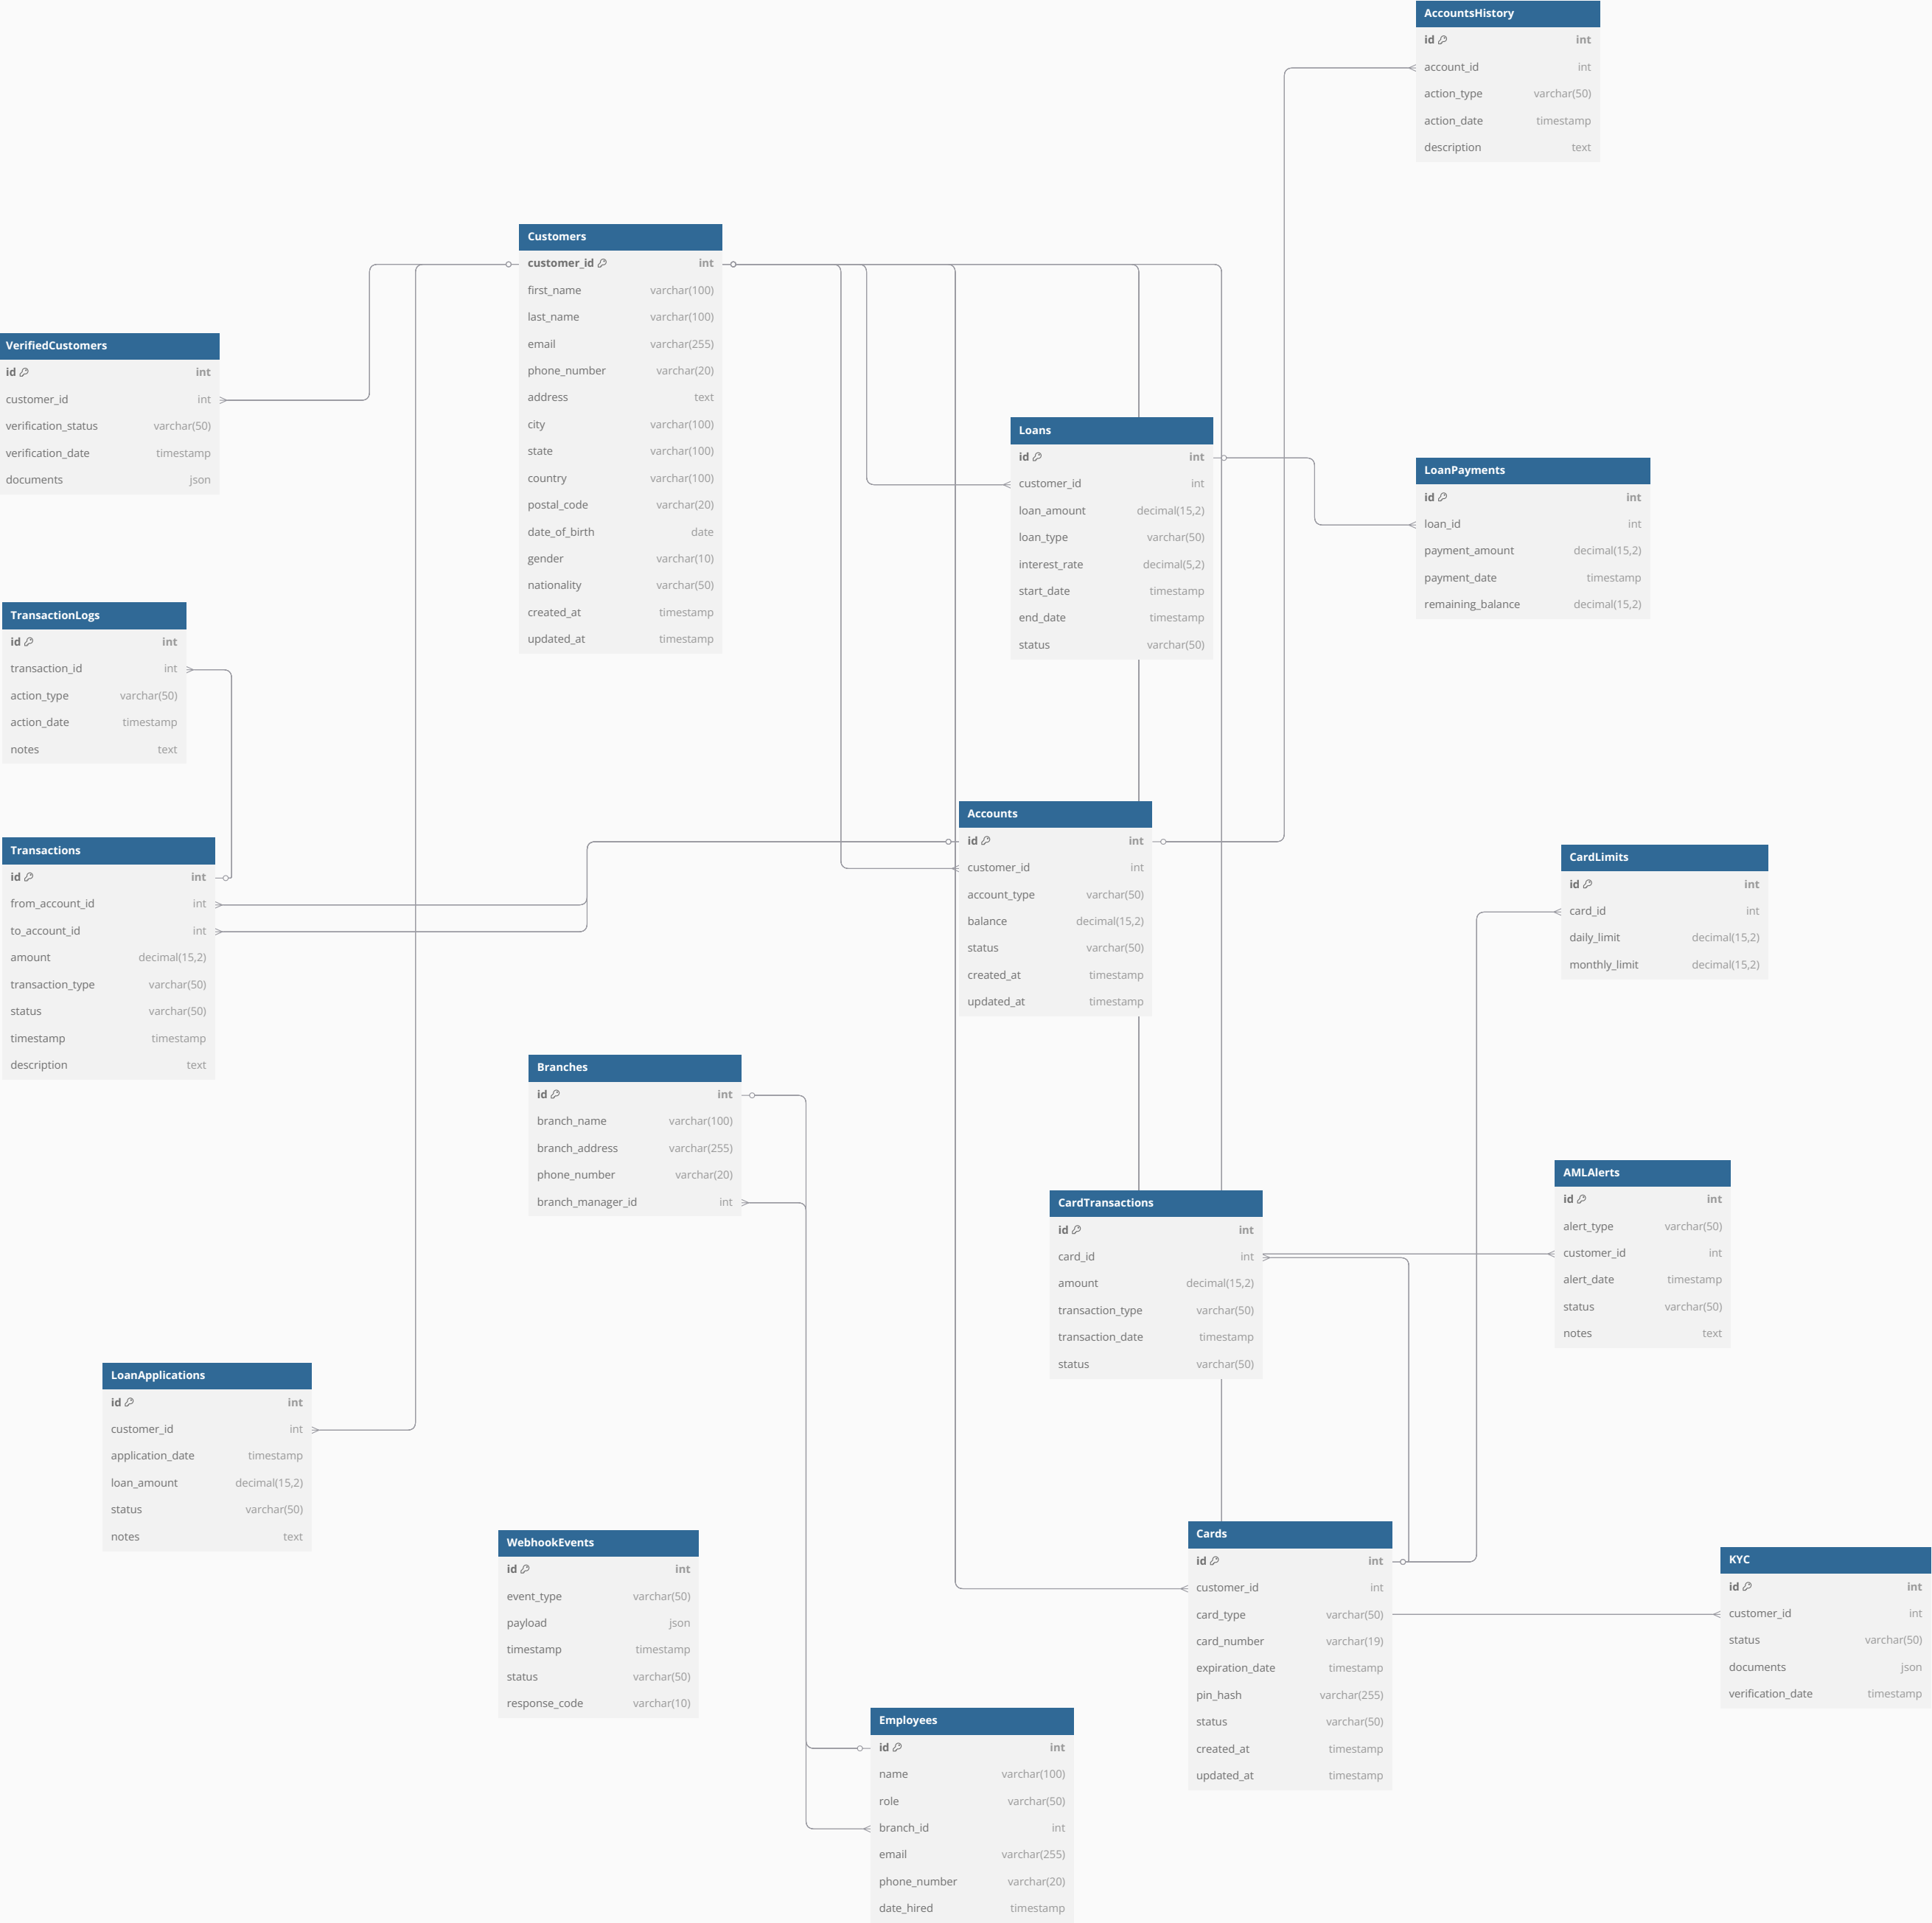 AccountsHistory
id int
account_id int
action_type varchar(50)
action_date timestamp
description text
Customers
customer_id int
first_name varchar(100)
last_name varchar(100)
email varchar(255)
phone_number varchar(20)
address text
city varchar(100)
state varchar(100)
country varchar(100)
postal_code varchar(20)
date_of_birth date
gender varchar(10)
nationality varchar(50)
created_at timestamp
updated_at timestamp
VerifiedCustomers
id int
customer_id int
verification_status varchar(50)
verification_date timestamp
documents json
Loans
id int
customer_id int
loan_amount decimal(15,2)
loan_type varchar(50)
interest_rate decimal(5,2)
start_date timestamp
end_date timestamp
status varchar(50)
LoanPayments
id int
loan_id int
payment_amount decimal(15,2)
payment_date timestamp
remaining_balance decimal(15,2)
TransactionLogs
id int
transaction_id int
action_type varchar(50)
action_date timestamp
notes text
Transactions
id int
from_account_id int
to_account_id int
amount decimal(15,2)
transaction_type varchar(50)
status varchar(50)
timestamp timestamp
description text
Accounts
id int
customer_id int
account_type varchar(50)
balance decimal(15,2)
status varchar(50)
created_at timestamp
updated_at timestamp
CardLimits
id int
card_id int
daily_limit decimal(15,2)
monthly_limit decimal(15,2)
Branches
id int
branch_name varchar(100)
branch_address varchar(255)
phone_number varchar(20)
branch_manager_id int
CardTransactions
id int
card_id int
amount decimal(15,2)
transaction_type varchar(50)
transaction_date timestamp
status varchar(50)
AMLAlerts
id int
alert_type varchar(50)
customer_id int
alert_date timestamp
status varchar(50)
notes text
LoanApplications
id int
customer_id int
application_date timestamp
loan_amount decimal(15,2)
status varchar(50)
notes text
WebhookEvents
id int
event_type varchar(50)
payload json
timestamp timestamp
status varchar(50)
response_code varchar(10)
Cards
id int
customer_id int
card_type varchar(50)
card_number varchar(19)
expiration_date timestamp
pin_hash varchar(255)
status varchar(50)
created_at timestamp
updated_at timestamp
KYC
id int
customer_id int
status varchar(50)
documents json
verification_date timestamp
Employees
id int
name varchar(100)
role varchar(50)
branch_id int
email varchar(255)
phone_number varchar(20)
date_hired timestamp